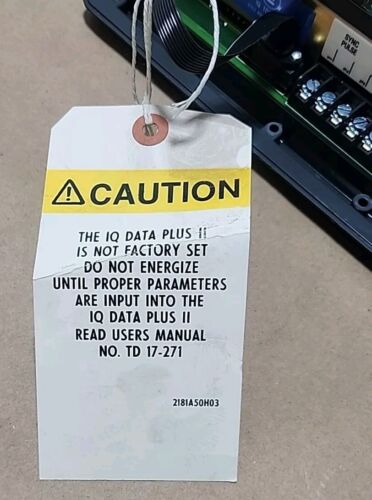 SYNC
PULSE
CAUTION
THE IQ DATA PLUS II
IS NOT FACTORY SET
DO NOT ENERGIZE
UNTIL PROPER PARAMETERS
ARE INPUT INTO THE
IQ DATA PLUS II
READ USERS MANUAL
NO. TD 17-271
2181A50H03